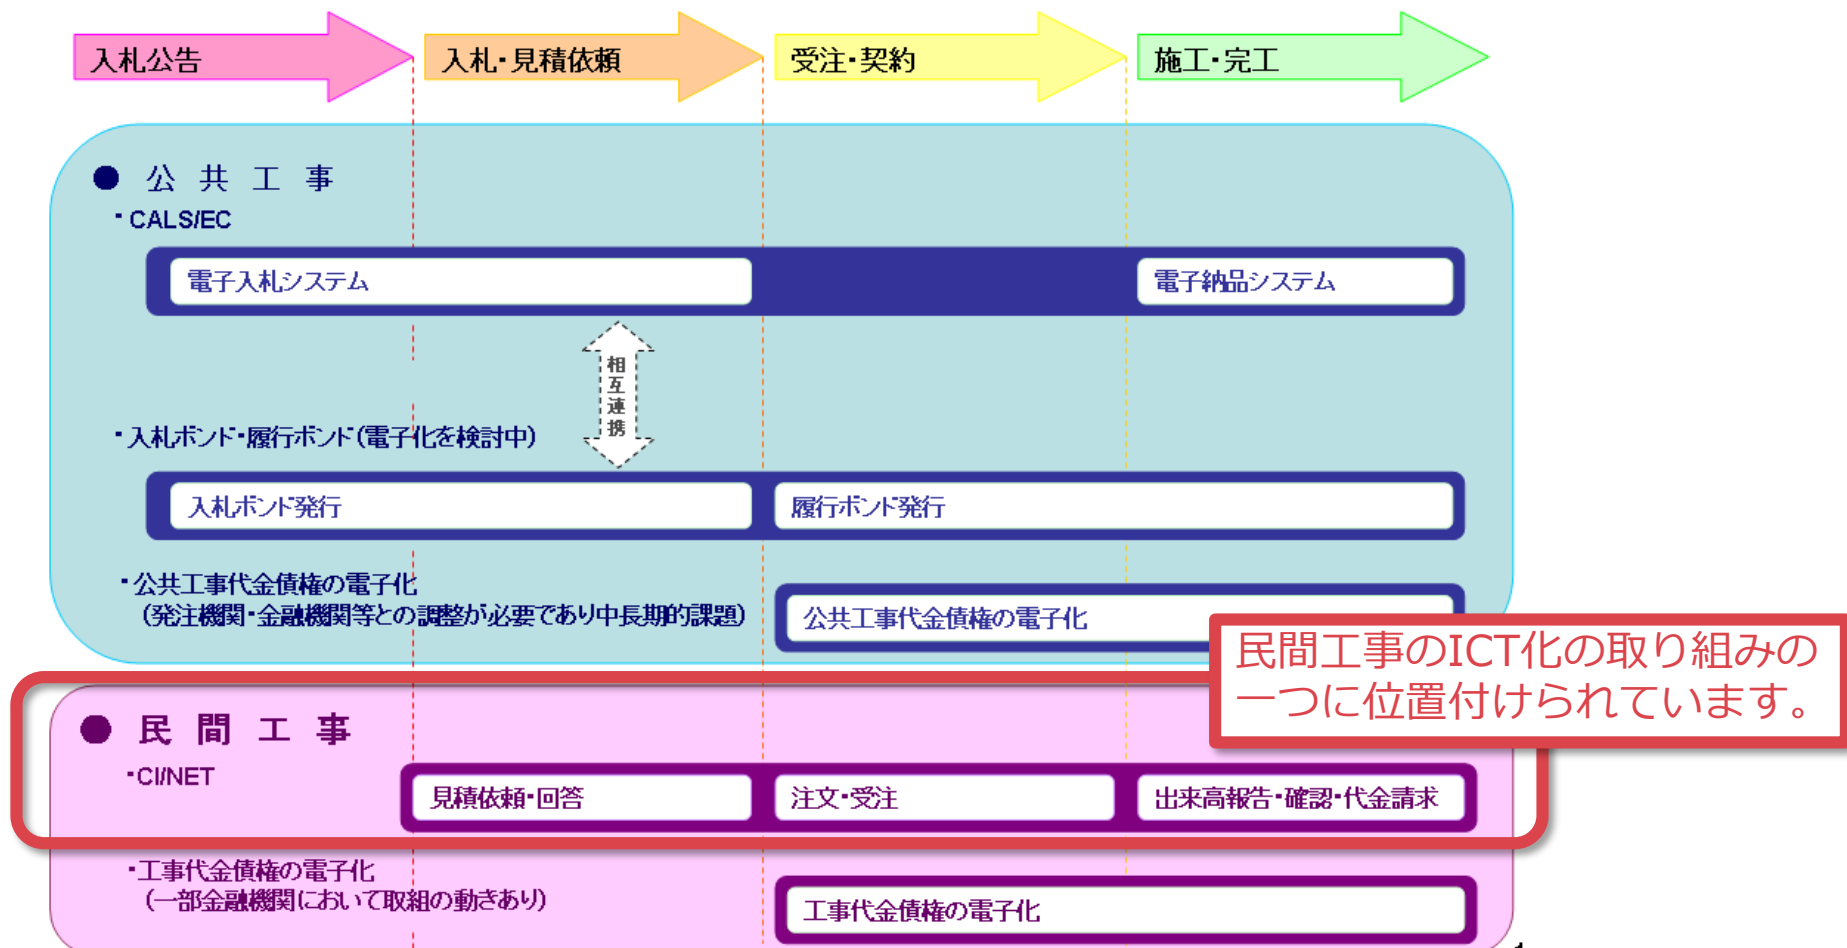 入札公告
入札・見積依頼
受注・契約
施工・完工
● 公 共 工 事
・CALS/EC
電子入札システム
電子納品システム
相互連携
・入札ボンド・履行ボンド(電子化を検討中)
入札ボンド発行
履行ボンド発行
・公共工事代金債権の電子化
(発注機関・金融機関等との調整が必要であり中長期的課題)
公共工事代金債権の電子化
民間工事のICT化の取り組みの
一つに位置付けられています。
● 民 間 工 事
・CI/NET
見積依頼・回答
注文・受注
出来高報告・確認・代金請求
・工事代金債権の電子化
(一部金融機関において取組の動きあり)
工事代金債権の電子化